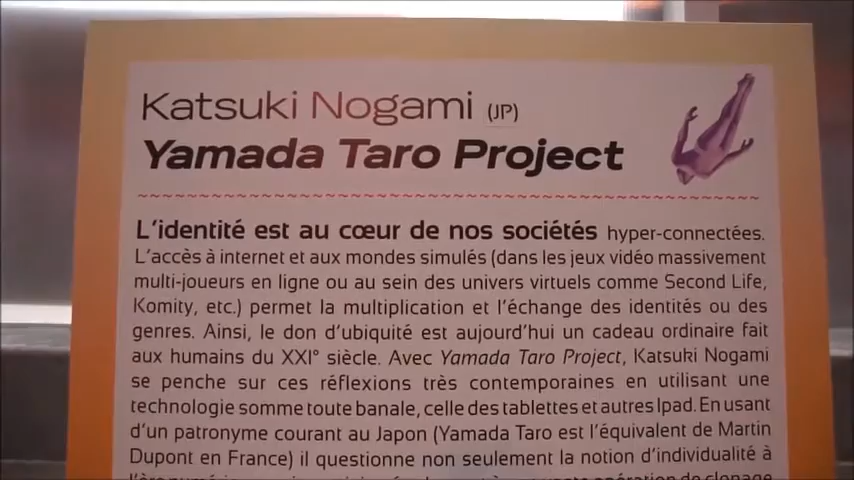 Katsuki Nogami (JP)
Yamada Taro Project
L'identité est au cœur de nos sociétés hyper-connectées.
L'accès à internet et aux mondes simulés (dans les jeux vidéo massivement
multi-joueurs en ligne ou au sein des univers virtuels comme Second Life,
Komity, etc.) permet la multiplication et l'échange des identités ou des
genres. Ainsi, le don d'ubiquité est aujourd'hui un cadeau ordinaire fait
aux humains du XXI° siècle. Avec Yamada Taro Project, Katsuki Nogami
se penche sur ces réflexions très contemporaines en utilisant une
technologie somme toute banale, celle des tablettes et autres Ipad. En usant
d'un patronyme courant au Japon (Yamada Taro est l'équivalent de Martin
Dupont en France) il questionne non seulement la notion d'individualité à
opération de clonage